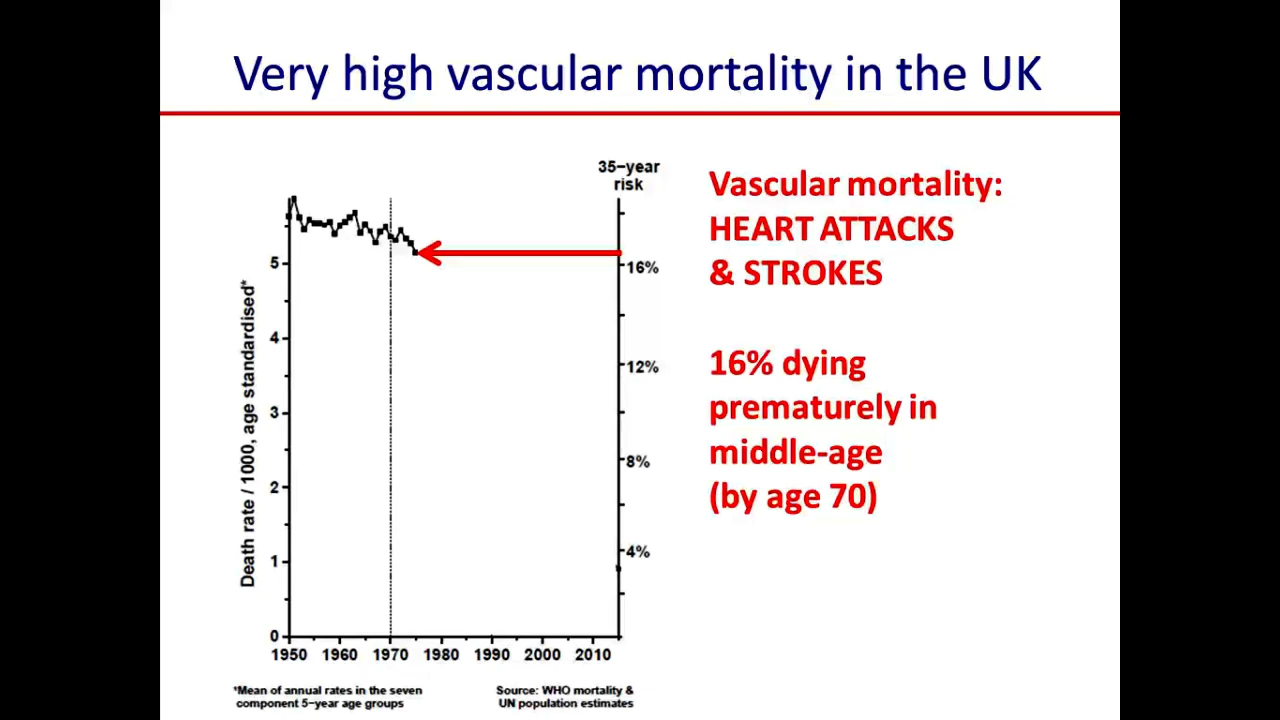 Very high vascular mortality in the UK
35−year
risk
Vascular mortality:
HEART ATTACKS
& STROKES
16% dying
prematurely in
middle-age
(by age 70)
Death rate / 1000, age standardised*
5
4
3
2
1
0
16%
12%
8%
4%
1950 1960 1970 1980 1990 2000 2010
*Mean of annual rates in the seven
component 5−year age groups
Source: WHO mortality &
UN population estimates